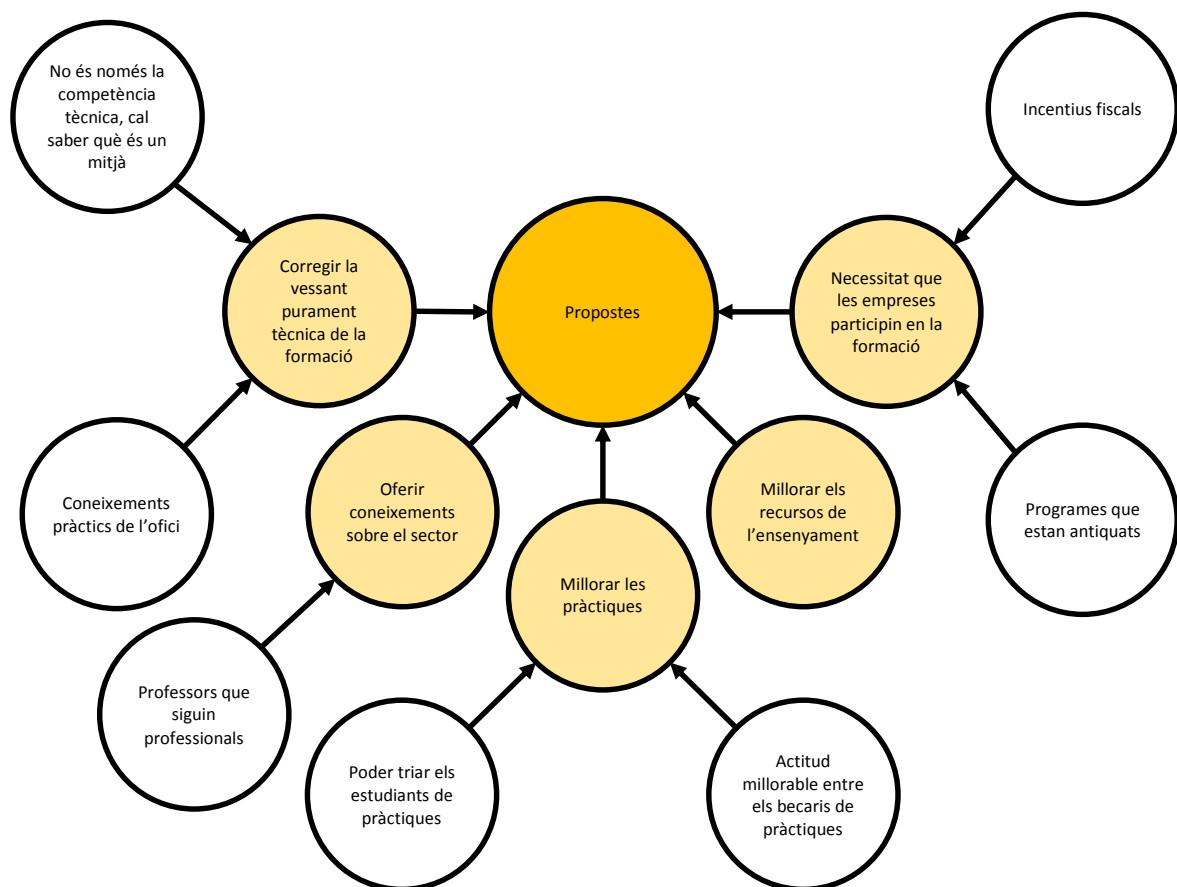 No és només la
competència
tècnica, cal
saber què és un
mitjà
Incentius fiscals
Corregir la
vessant
purament
tècnica de la
formació
Propostes
Necessitat que
les empreses
participin en la
formació
Coneixements
pràctics de l’ofici
Oferir
coneixements
sobre el sector
Millorar els
recursos de
l’ensenyament
Programes que
estan antiquats
Millorar les
pràctiques
Professors que
siguin
professionals
Poder triar els
estudiants de
pràctiques
Actitud
millorable entre
els becaris de
pràctiques